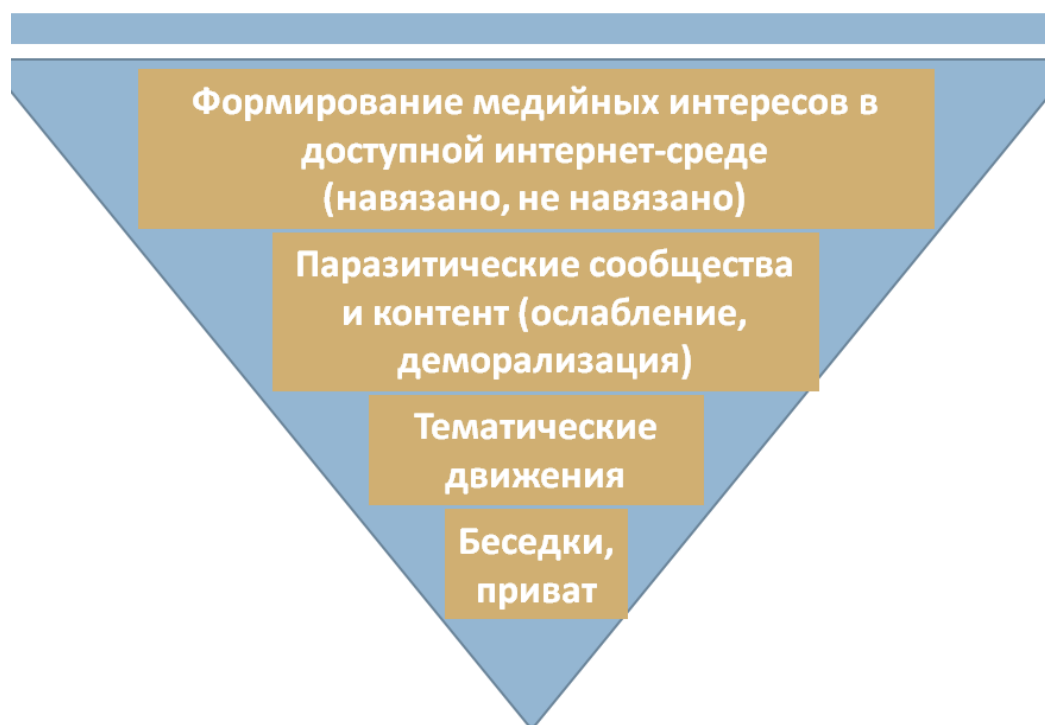 Формирование медийных интересов в
доступной интернет-среде
(навязано, не навязано)
Паразитические сообщества
и контент (ослабление,
деморализация)
Тематические
движения
Беседки,
приват